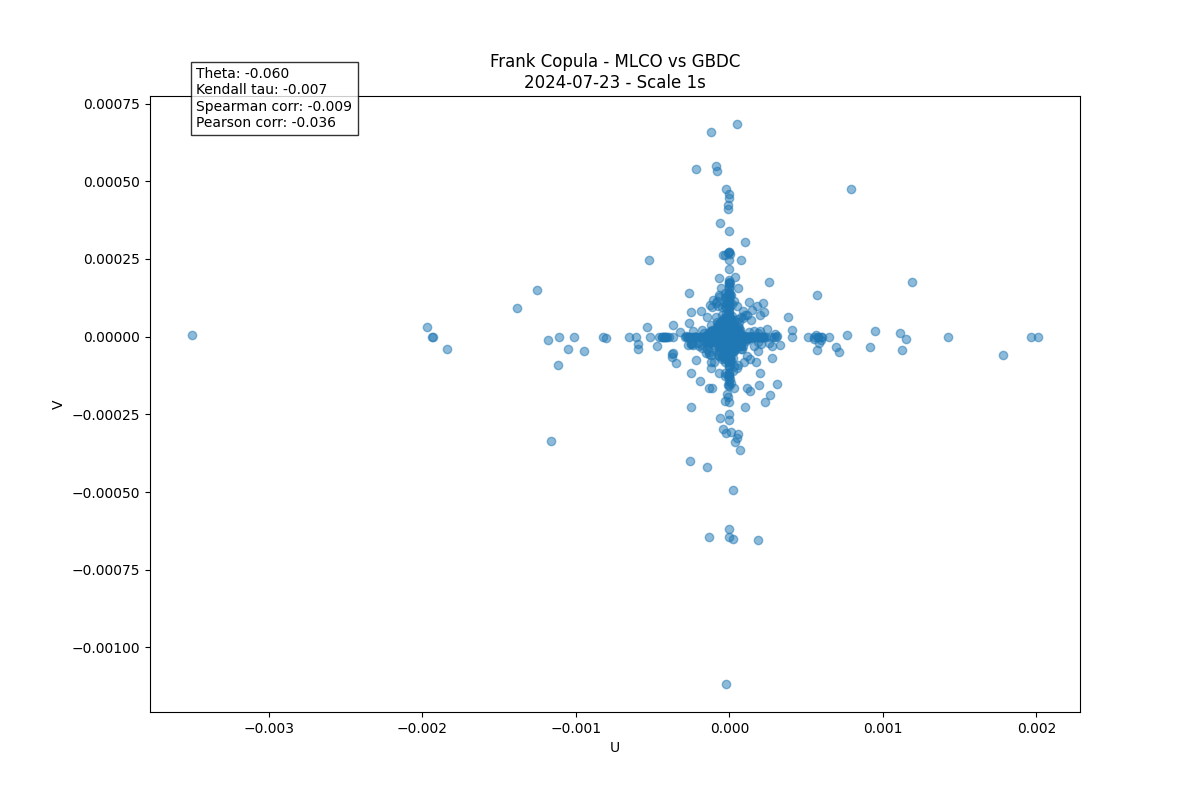 Frank Copula - MLCO vs GBDC
2024-07-23 - Scale 1s
Theta: -0.060
Kendall tau: -0.007
Spearman corr: -0.009
Pearson corr: -0.036
0.00075
0.00050
0.00025
0.00000
−0.00025
−0.00050
−0.00075
−0.00100
V
−0.003
−0.002
−0.001
0.000
0.001
0.002
U